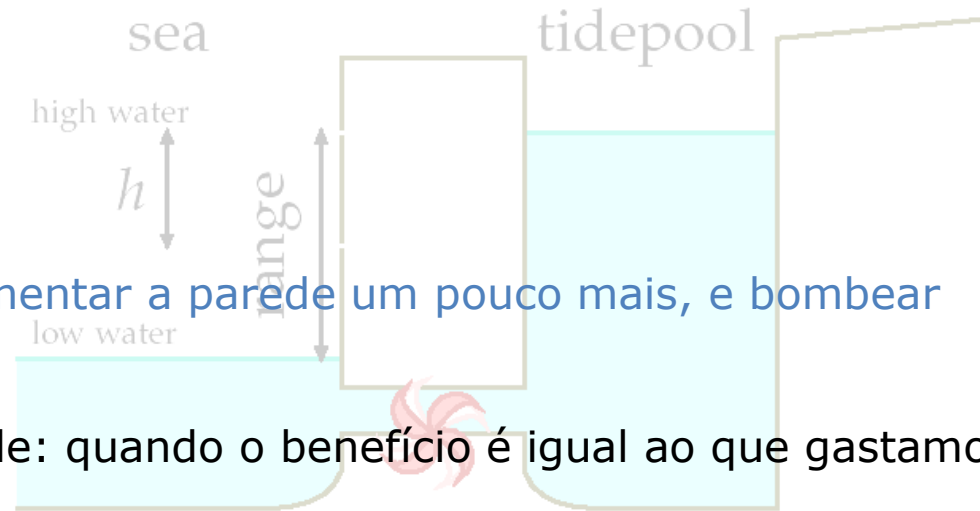 sea
tidepool
high water
h
range
mentar a parede um pouco mais, e bombear
low water
de: quando o benefício é igual ao que gastamo